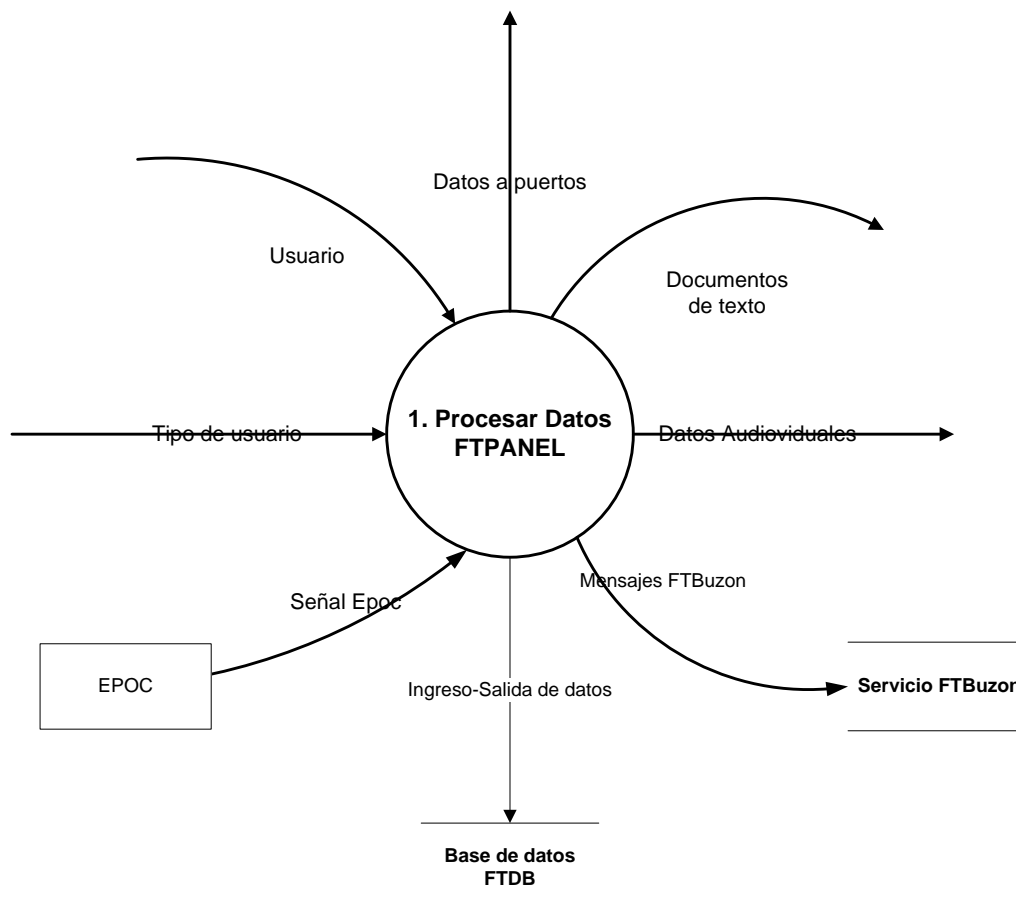 Datos a puertos
Usuario
Documentos
de texto
1. Procesar Datos
FTPANEL
Tipo de usuario
Datos Audioviduales
Mensajes FTBuzon
Señal Epoc
EPOC
Ingreso-Salida de datos
Servicio FTBuzon
Base de datos
FTDB